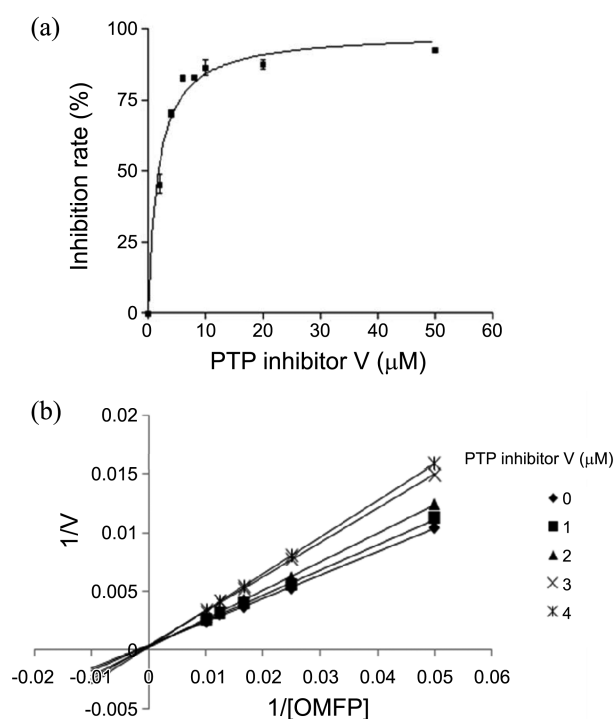 (a)
100
75
50
25
0
Inhibition rate (%)
0 10 20 30 40 50 60
PTP inhibitor V (μM)
(b)
0.02
0.015
0.01
0.005
0
-0.005
1/V
-0.02 -0.01 0 0.01 0.02 0.03 0.04 0.05 0.06
1/[OMFP]
PTP inhibitor V (μM)
0
1
2
3
4